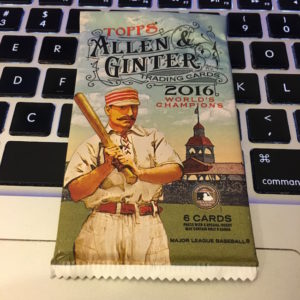 TOPPS
ALLEN &
GINTER
TRADING CARDS
2016
WORLD'S
CHAMPIONS
6 CARDS
MAJOR LEAGUE BASEBALL®
command